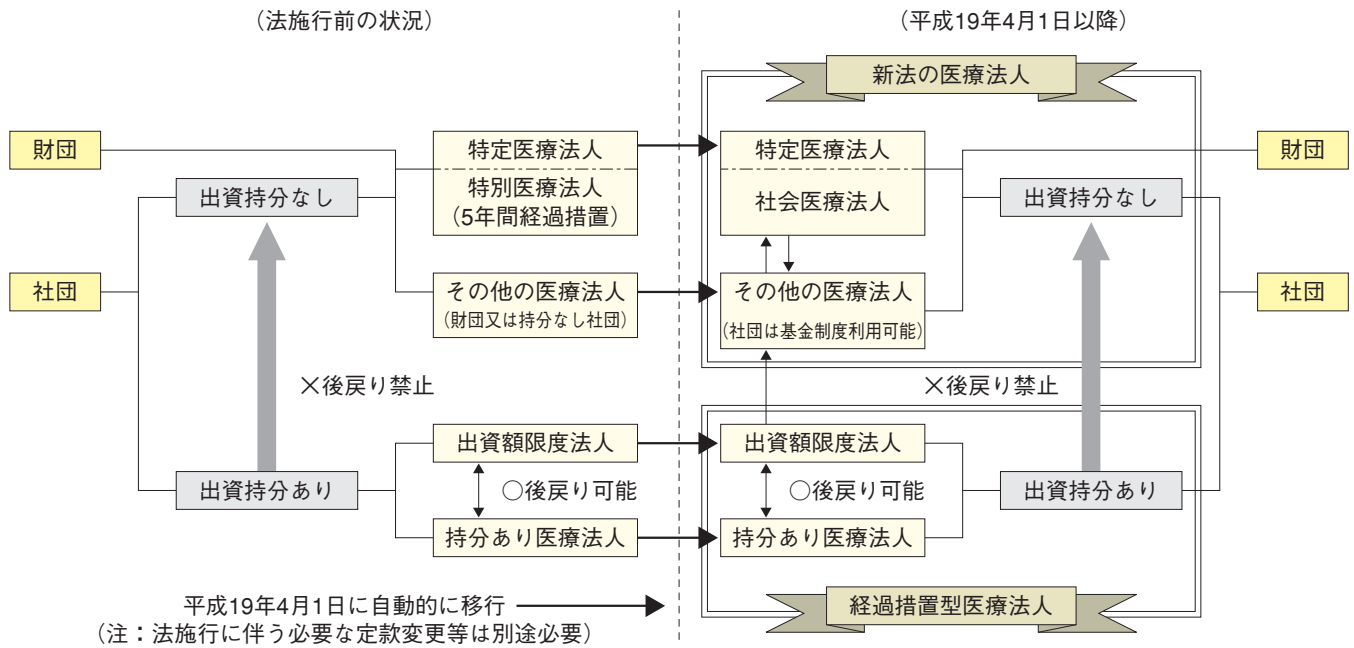 （法施行前の状況）
（平成19年4月1日以降）
新法の医療法人
財団
特定医療法人
特別医療法人
（5年間経過措置）
特定医療法人
社会医療法人
財団
出資持分なし
出資持分なし
社団
その他の医療法人
（財団又は持分なし社団）
その他の医療法人
（社団は基金制度利用可能）
社団
×後戻り禁止
×後戻り禁止
出資額限度法人
出資額限度法人
出資持分あり
○後戻り可能
○後戻り可能
出資持分あり
持分あり医療法人
持分あり医療法人
平成19年4月1日に自動的に移行
（注：法施行に伴う必要な定款変更等は別途必要）
経過措置型医療法人